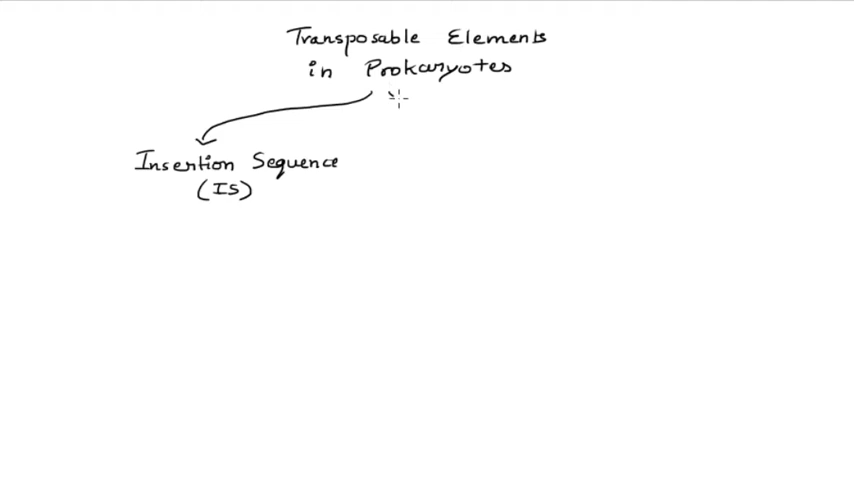 Transposable Elements
in Prokaryotes
Insertion Sequence
(IS)